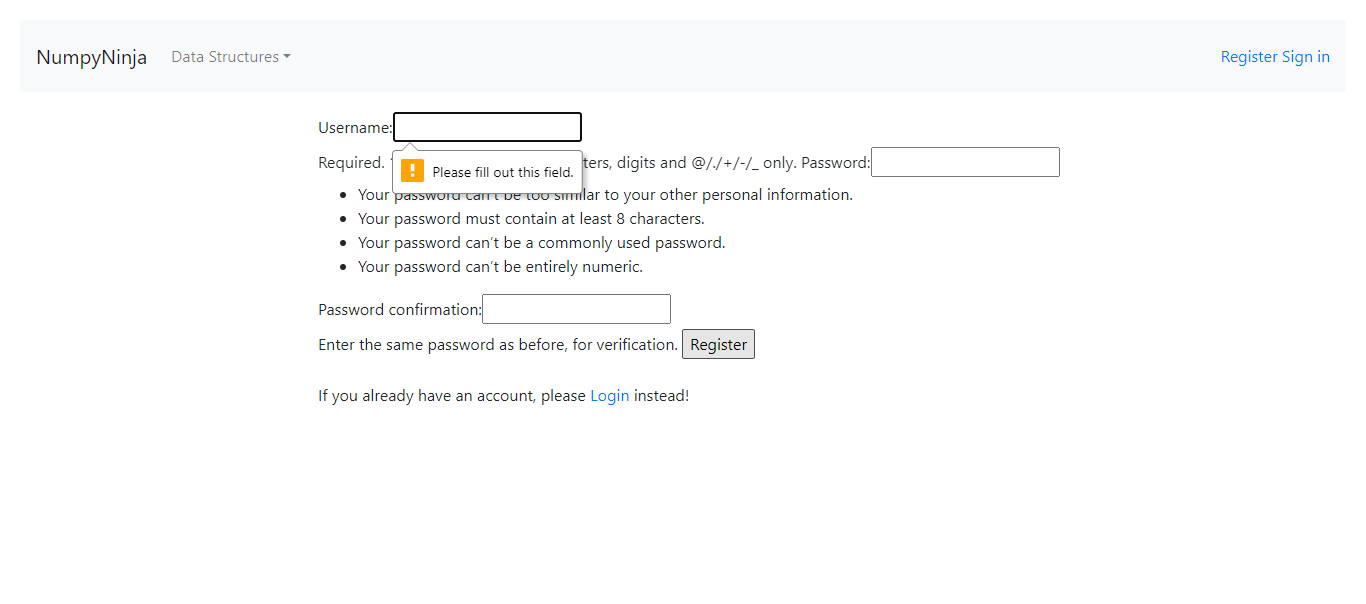 NumpyNinja Data Structures Register Sign in
Username:
Required. ters, digits and @/./+/-/_ only. Password:
Please fill out this field.
Your password can't be too similar to your other personal information.
Your password must contain at least 8 characters.
Your password can't be a commonly used password.
Your password can't be entirely numeric.
Password confirmation:
Enter the same password as before, for verification. Register
If you already have an account, please Login instead!